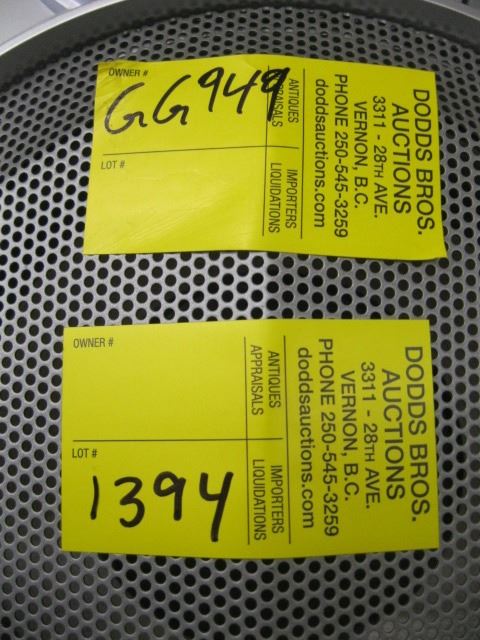 OWNER #
GG949
LOT #
ANTIQUES
APPRAISALS
IMPORTERS
LIQUIDATIONS
DODDS BROS.
AUCTIONS
3311 - 28TH AVE.
VERNON, B.C.
PHONE 250-545-3259
doddsauctions.com
OWNER #
LOT #
1394
ANTIQUES
APPRAISALS
IMPORTERS
LIQUIDATIONS
DODDS BROS.
AUCTIONS
3311 - 28TH AVE.
VERNON, B.C.
PHONE 250-545-3259
doddsauctions.com